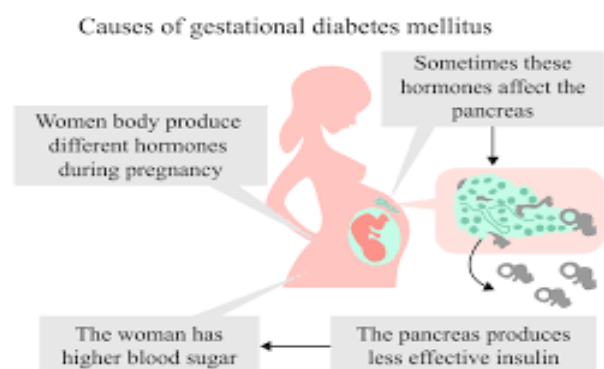 Causes of gestational diabetes mellitus
Women body produce
different hormones
during pregnancy
Sometimes these
hormones affect the
pancreas
The pancreas produces
less effective insulin
The woman has
higher blood sugar